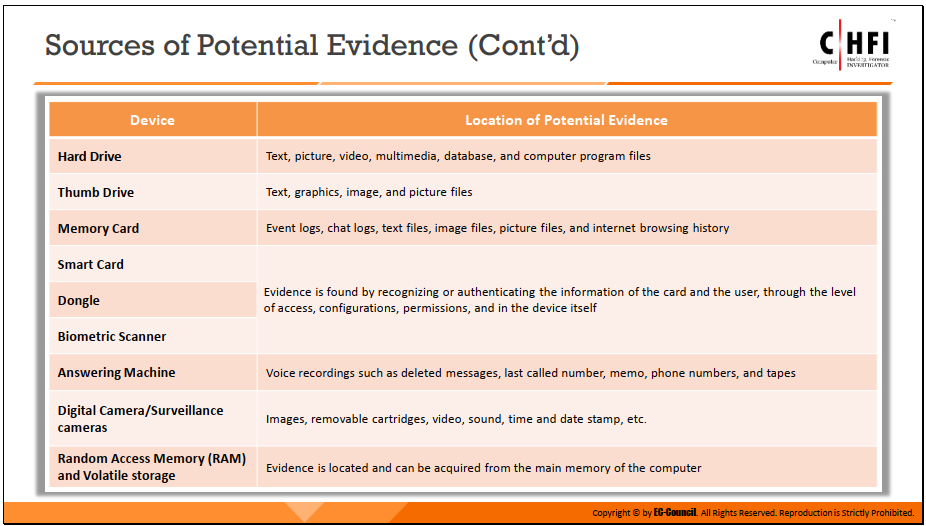 Sources of Potential Evidence (Cont’d)
C HFI
Computer Hacking Forensic
INVESTIGATOR
Device
Location of Potential Evidence
Hard Drive
Text, picture, video, multimedia, database, and computer program files
Thumb Drive
Text, graphics, image, and picture files
Memory Card
Event logs, chat logs, text files, image files, picture files, and internet browsing history
Smart Card
Dongle
Biometric Scanner
Evidence is found by recognizing or authenticating the information of the card and the user, through the level
of access, configurations, permissions, and in the device itself
Answering Machine
Voice recordings such as deleted messages, last called number, memo, phone numbers, and tapes
Digital Camera/Surveillance
cameras
Images, removable cartridges, video, sound, time and date stamp, etc.
Random Access Memory (RAM)
and Volatile storage
Evidence is located and can be acquired from the main memory of the computer
Copyright © by EC-Council. All Rights Reserved. Reproduction is Strictly Prohibited.